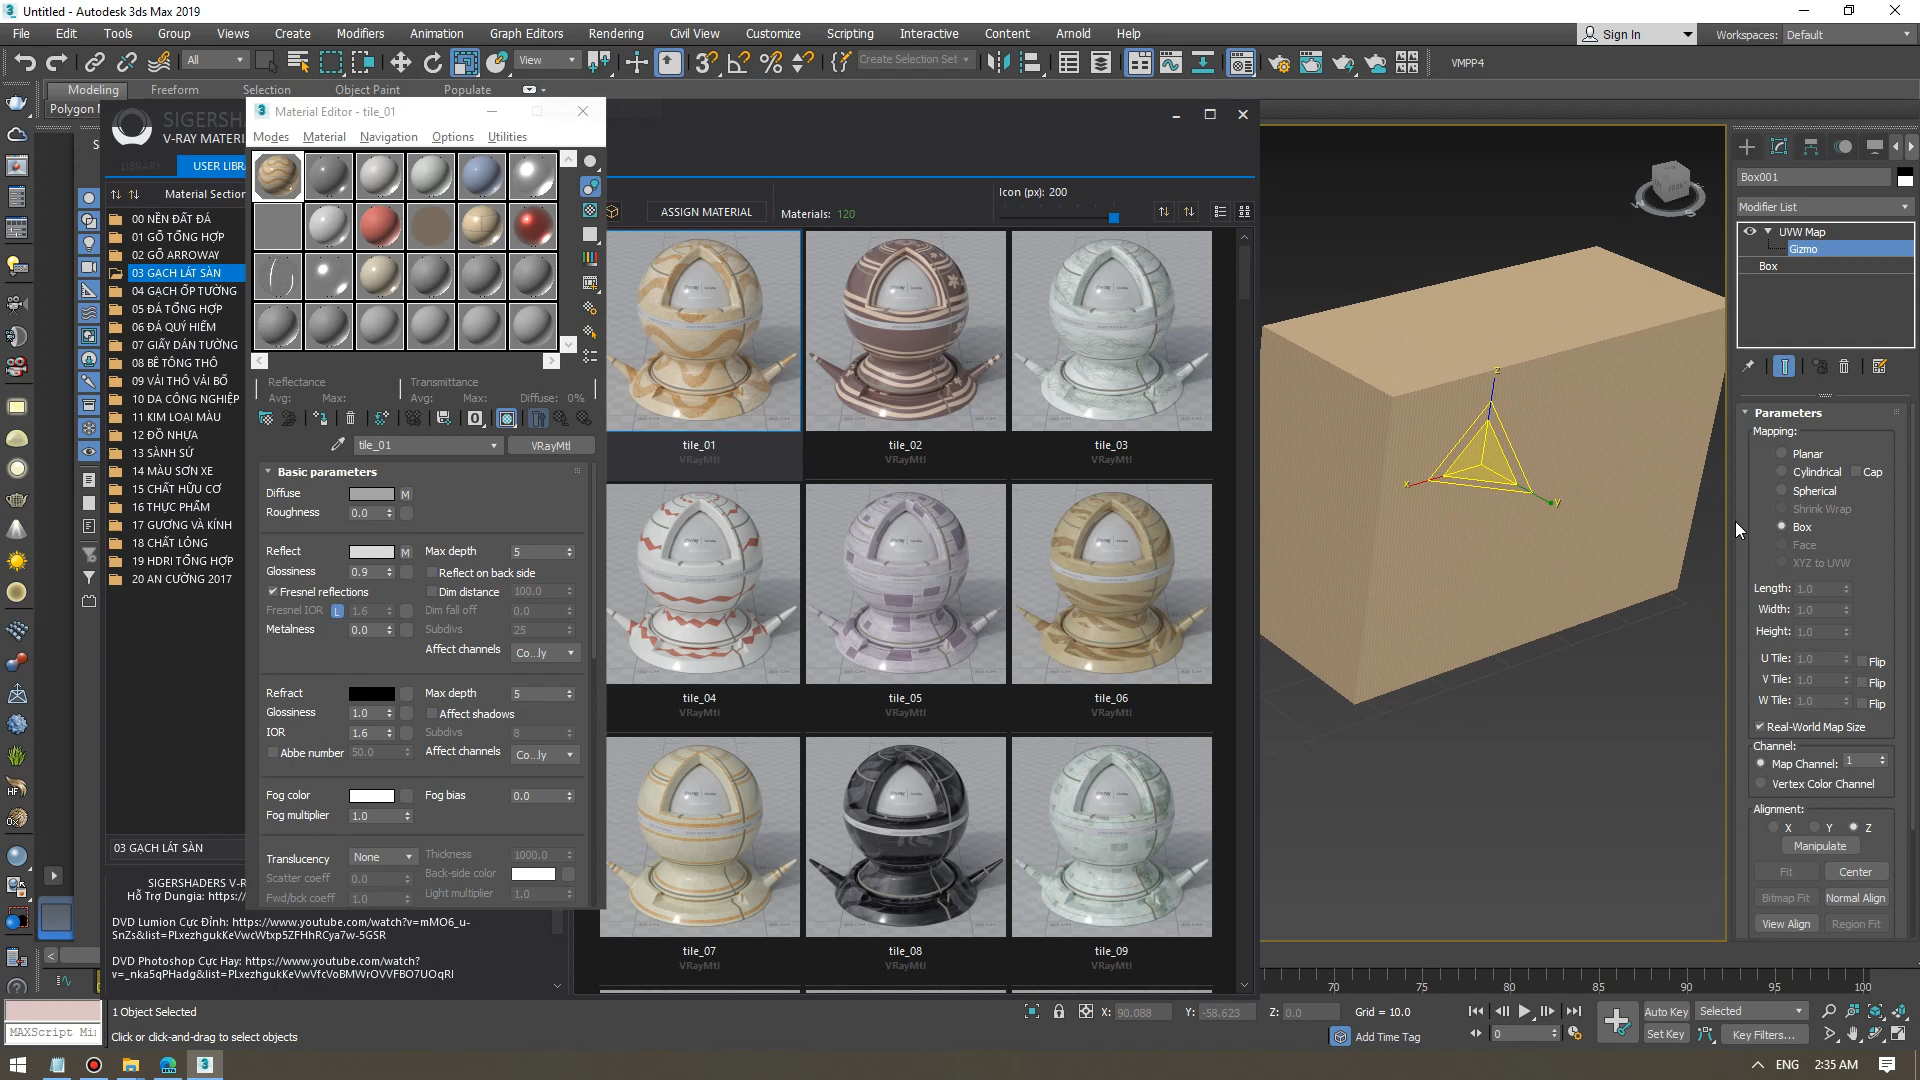 Untitled - Autodesk 3ds Max 2019
File Edit Tools Group Views Create Modifiers Animation Graph Editors Rendering Civil View Customize Scripting Interactive Content Arnold Help
Sign In
Workspaces: Default
All
View
Create Selection Set
VMPP4
Modeling Freeform Selection Object Paint Populate
Polygon
SIGERSHAD
V-RAY MATERI
LIBRARY
USER LIBR
Material Section
00 NỀN ĐẤT ĐÁ
01 GỖ TỔNG HỢP
02 GỖ ARROWAY
03 GẠCH LÁT SÀN
04 GẠCH ỐP TƯỜNG
05 ĐÁ TỔNG HỢP
06 ĐÁ QUÝ HIẾM
07 GIẤY DÁN TƯỜNG
08 BÊ TÔNG THÔ
09 VẢI THÔ VẢI BỐ
10 DA CÔNG NGHIỆP
11 KIM LOẠI MÀU
12 ĐỒ NHỰA
13 SÀNH SỨ
14 MÀU SƠN XE
15 CHẤT HỮU CƠ
16 THỰC PHẨM
17 GƯƠNG VÀ KÍNH
18 CHẤT LỎNG
19 HDRI TỔNG HỢP
20 AN CƯỜNG 2017
03 GẠCH LÁT SÀN
SIGERSHADERS V-R
Hỗ Trợ Dungia: https:/
DVD Lumion Cực Đỉnh: https://www.youtube.com/watch?v=mMO6_u-
SnZs&list=PLxezhgukKeVwcWtxp5ZFHhRCya7w-5GSR
DVD Photoshop Cực Hay: https://www.youtube.com/watch?
v=_nka5qPHadg&list=PLxezhgukKeVwVfcVoBMWrOVVFBO7UOqRI
Material Editor - tile_01
Modes Material Navigation Options Utilities
Reflectance
Avg: Max:
Transmittance
Avg: Max: Diffuse: 0%
tile_01
VRayMtl
Basic parameters
Diffuse M
Roughness 0.0
Reflect M Max depth 5
Glossiness 0.9 Reflect on back side
Fresnel reflections Dim distance 100.0
Fresnel IOR L 1.6 Dim fall off 0.0
Metalness 0.0 Subdivs 25
Affect channels Co...ly
Refract Max depth 5
Glossiness 1.0 Affect shadows
IOR 1.6 Subdivs 8
Abbe number 50.0 Affect channels Co...ly
Fog color Fog bias 0.0
Fog multiplier 1.0
Translucency None Thickness 1000.0
Scatter coeff 0.0 Back-side color
Fwd/bck coeff 1.0 Light multiplier 1.0
ASSIGN MATERIAL
Materials: 120
Icon (px): 200
tile_01
VRayMtl
tile_02
VRayMtl
tile_03
VRayMtl
tile_04
VRayMtl
tile_05
VRayMtl
tile_06
VRayMtl
tile_07
VRayMtl
tile_08
VRayMtl
tile_09
VRayMtl
z
x
y
Box001
Modifier List
UVW Map
Gizmo
Box
Parameters
Mapping:
Planar
Cylindrical Cap
Spherical
Shrink Wrap
Box
Face
XYZ to UVW
Length: 1.0
Width: 1.0
Height: 1.0
U Tile: 1.0 Flip
V Tile: 1.0 Flip
W Tile: 1.0 Flip
Real-World Map Size
Channel:
Map Channel: 1
Vertex Color Channel
Alignment:
X Y Z
Manipulate
Fit Center
Bitmap Fit Normal Align
View Align Region Fit
70 75 80 85 90 95 100
1 Object Selected
Click or click-and-drag to select objects
MAXScript Mi
X: 90.088 Y: -58.623 Z: 0.0 Grid = 10.0
Add Time Tag
0
Auto Key Selected
Set Key Key Filters...
ENG 2:35 AM